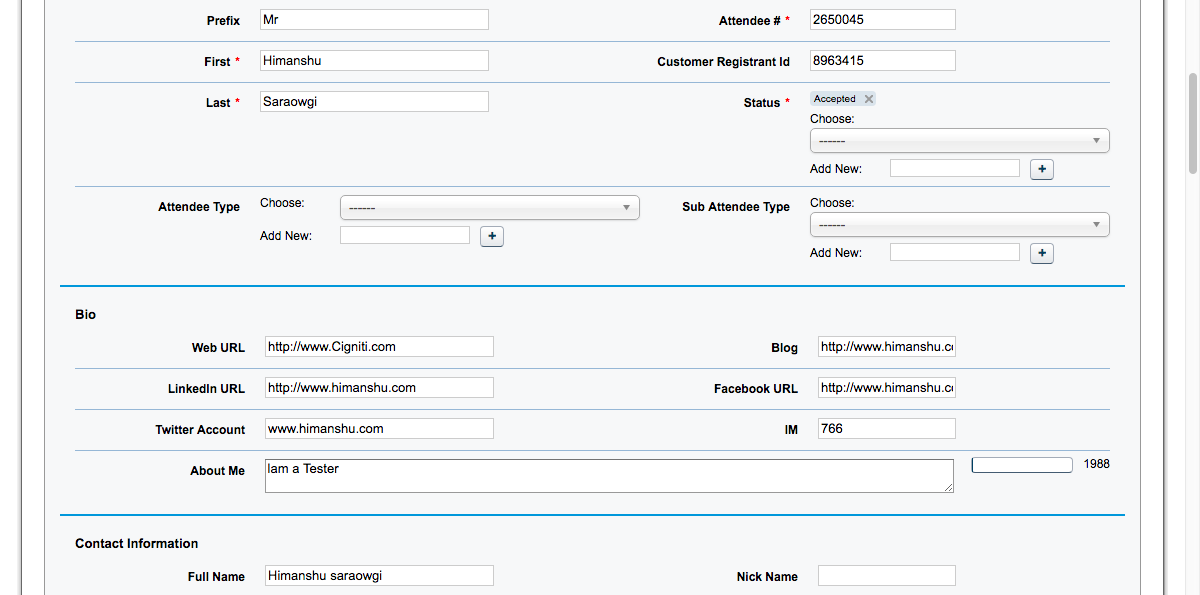 Prefix Mr Attendee # * 2650045
First * Himanshu Customer Registrant Id 8963415
Last * Saraowgi Status * Accepted
Choose:
------
Add New: +
Attendee Type Choose: ------ Sub Attendee Type Choose:
------
Add New: + Add New: +
Bio
Web URL http://www.Cigniti.com Blog http://www.himanshu.c
LinkedIn URL http://www.himanshu.com Facebook URL http://www.himanshu.c
Twitter Account www.himanshu.com IM 766
About Me Iam a Tester 1988
Contact Information
Full Name Himanshu saraowgi Nick Name